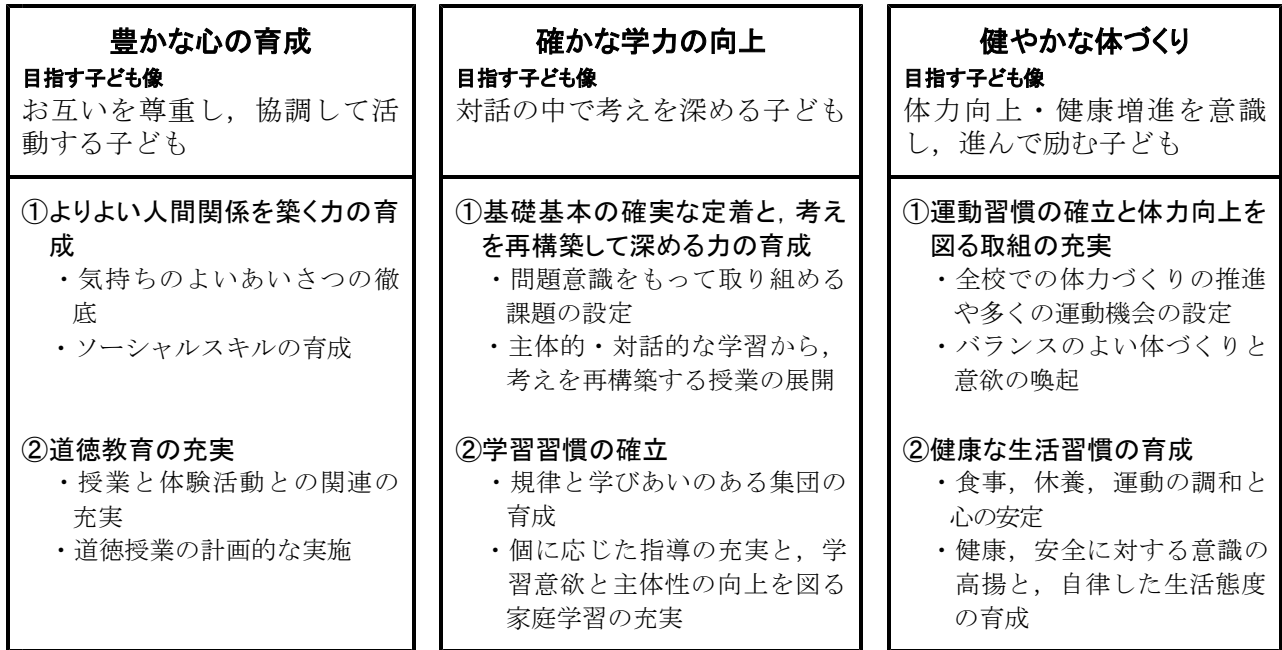 豊かな心の育成
目指す子ども像
お互いを尊重し，協調して活
動する子ども
①よりよい人間関係を築く力の育
成
・気持ちのよいあいさつの徹
底
・ソーシャルスキルの育成
②道徳教育の充実
・授業と体験活動との関連の
充実
・道徳授業の計画的な実施
確かな学力の向上
目指す子ども像
対話の中で考えを深める子ども
①基礎基本の確実な定着と，考え
を再構築して深める力の育成
・問題意識をもって取り組める
課題の設定
・主体的・対話的な学習から，
考えを再構築する授業の展開
②学習習慣の確立
・規律と学びあいのある集団の
育成
・個に応じた指導の充実と，学
習意欲と主体性の向上を図る
家庭学習の充実
健やかな体づくり
目指す子ども像
体力向上・健康増進を意識
し，進んで励む子ども
①運動習慣の確立と体力向上を
図る取組の充実
・全校での体力づくりの推進
や多くの運動機会の設定
・バランスのよい体づくりと
意欲の喚起
②健康な生活習慣の育成
・食事，休養，運動の調和と
心の安定
・健康，安全に対する意識の
高揚と，自律した生活態度
の育成